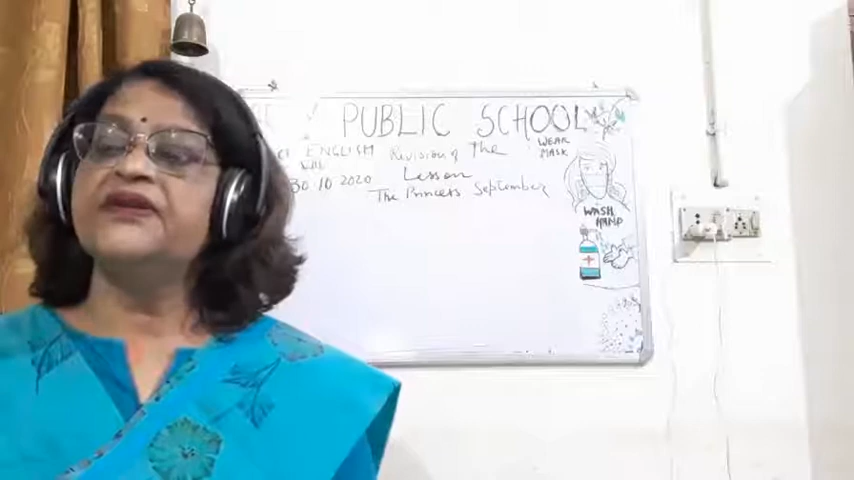 PUBLIC SCHOOL
ENGLISH Revision of The
Lesson
30.10 2020 The Princess September
WEAR
MASK
WASH
HAND